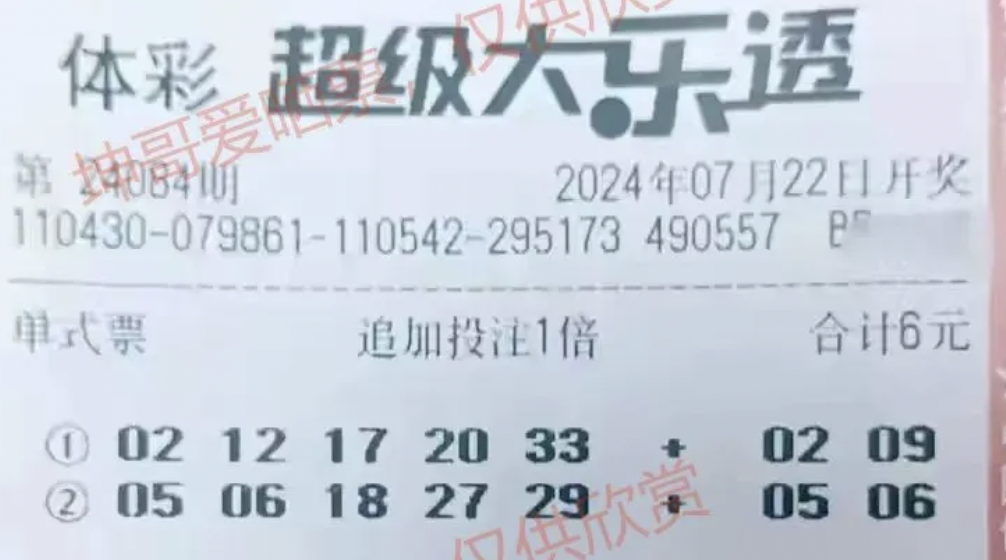 体彩 超级大乐透
第 24084期 2024年07月22日开奖
110430-079861-110542-295173 490557 B
单式票 追加投注1倍 合计6元
① 02 12 17 20 33 + 02 09
② 05 06 18 27 29 + 05 06
坤哥爱晒票,仅供欣赏
仅供欣赏